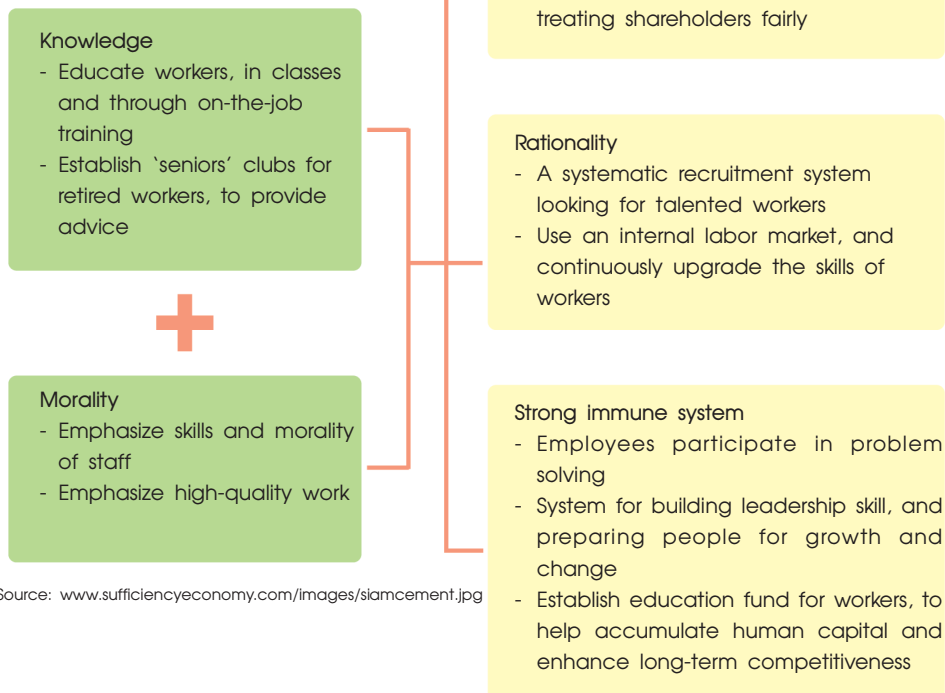 Knowledge
- Educate workers, in classes
and through on-the-job
training
- Establish ‘seniors’ clubs for
retired workers, to provide
advice
Morality
- Emphasize skills and morality
of staff
- Emphasize high-quality work
Source: www.sufficiencyeconomy.com/images/siamcement.jpg
treating shareholders fairly
Rationality
- A systematic recruitment system
looking for talented workers
- Use an internal labor market, and
continuously upgrade the skills of
workers
Strong immune system
- Employees participate in problem
solving
- System for building leadership skill, and
preparing people for growth and
change
- Establish education fund for workers, to
help accumulate human capital and
enhance long-term competitiveness